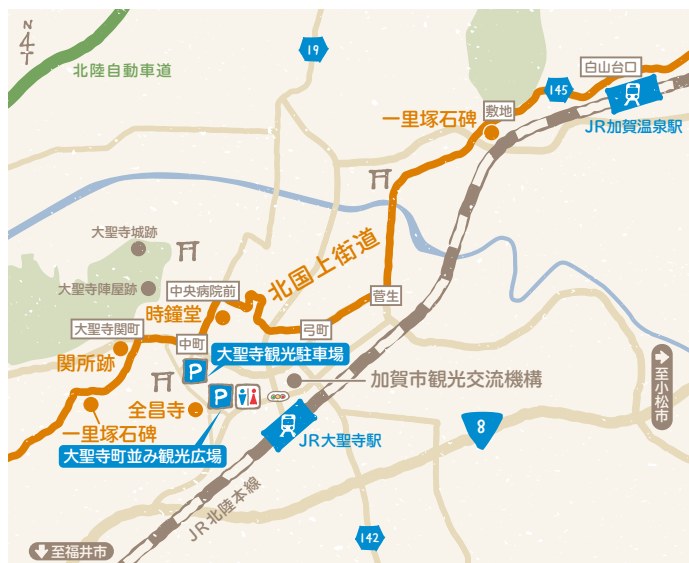 N
北陸自動車道
19
白山台口
145
JR加賀温泉駅
敷地
一里塚石碑
大聖寺城跡
大聖寺陣屋跡
北国上街道
中央病院前
菅生
時鐘堂
大聖寺関町
弓町
中町
関所跡
大聖寺観光駐車場
P
加賀市観光交流機構
至小松市
P
全昌寺
一里塚石碑
8
JR大聖寺駅
大聖寺町並み観光広場
JR北陸本線
142
至福井市